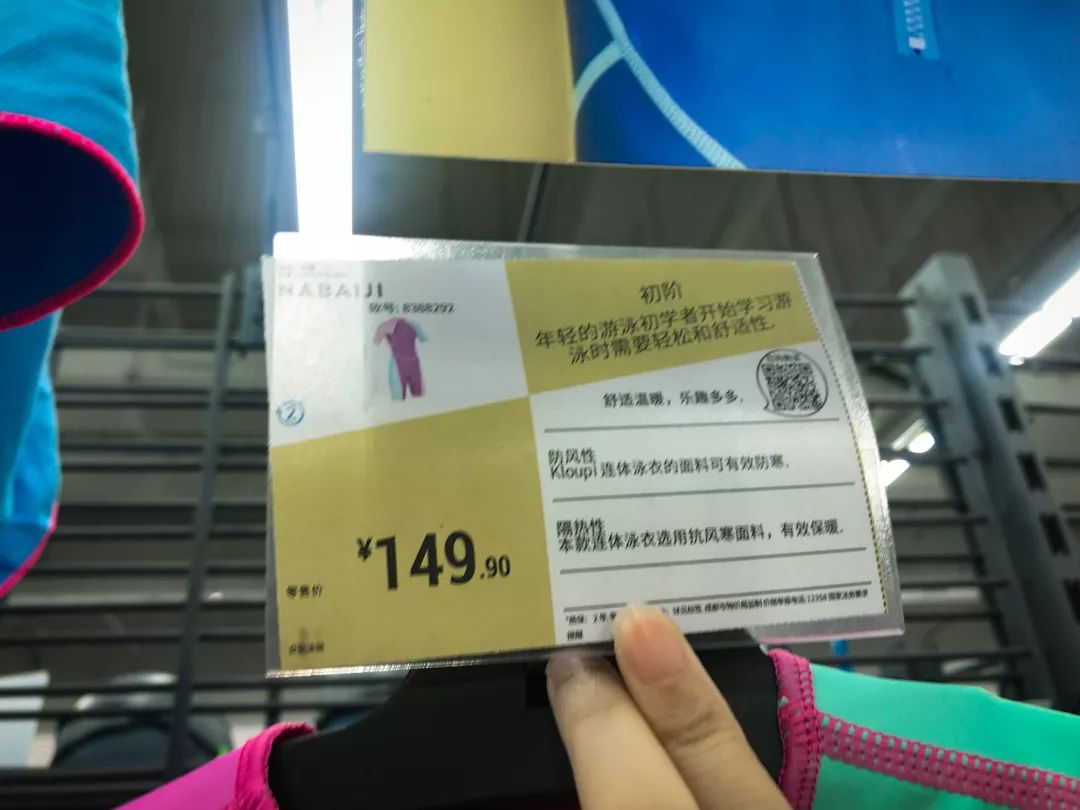 NABAIJI
款号: 8388292
②
¥149.90
零售价
初阶
年轻的游泳初学者开始学习游
泳时需要轻松和舒适性.
舒适温暖，乐趣多多.
防风性
Kloupi 连体泳衣的面料可有效防寒.
隔热性
本款连体泳衣选用抗风寒面料，有效保暖.